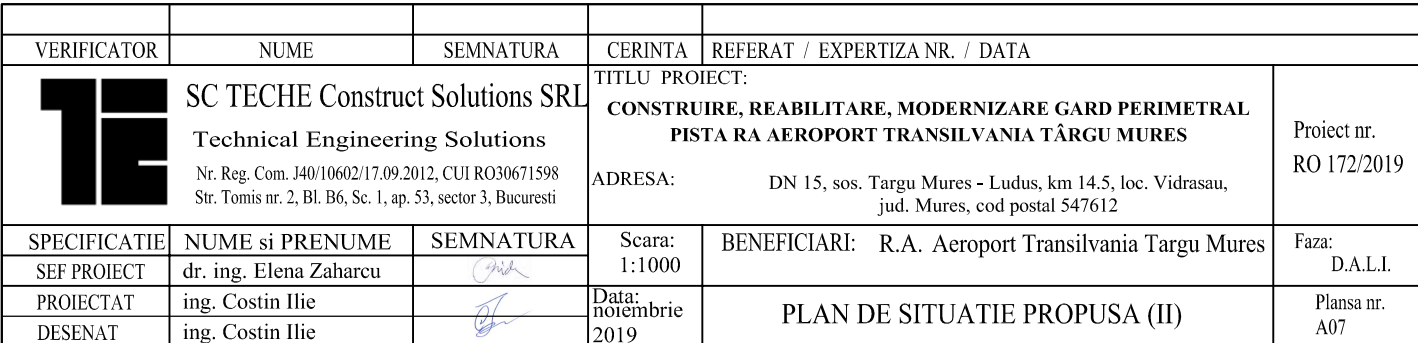 VERIFICATOR NUME SEMNATURA CERINTA REFERAT / EXPERTIZA NR. / DATA
SC TECHE Construct Solutions SRL
Technical Engineering Solutions
Nr. Reg. Com. J40/10602/17.09.2012, CUI RO30671598
Str. Tomis nr. 2, Bl. B6, Sc. 1, ap. 53, sector 3, Bucuresti
TITLU PROIECT:
CONSTRUIRE, REABILITARE, MODERNIZARE GARD PERIMETRAL
PISTA RA AEROPORT TRANSILVANIA TÂRGU MURES
ADRESA: DN 15, sos. Targu Mures - Ludus, km 14.5, loc. Vidrasau,
jud. Mures, cod postal 547612
Proiect nr.
RO 172/2019
SPECIFICATIE NUME si PRENUME SEMNATURA
SEF PROIECT dr. ing. Elena Zaharcu
PROIECTAT ing. Costin Ilie
DESENAT ing. Costin Ilie
Scara:
1:1000
Data:
noiembrie
2019
BENEFICIARI: R.A. Aeroport Transilvania Targu Mures
PLAN DE SITUATIE PROPUSA (II)
Faza:
D.A.L.I.
Plansa nr.
A07